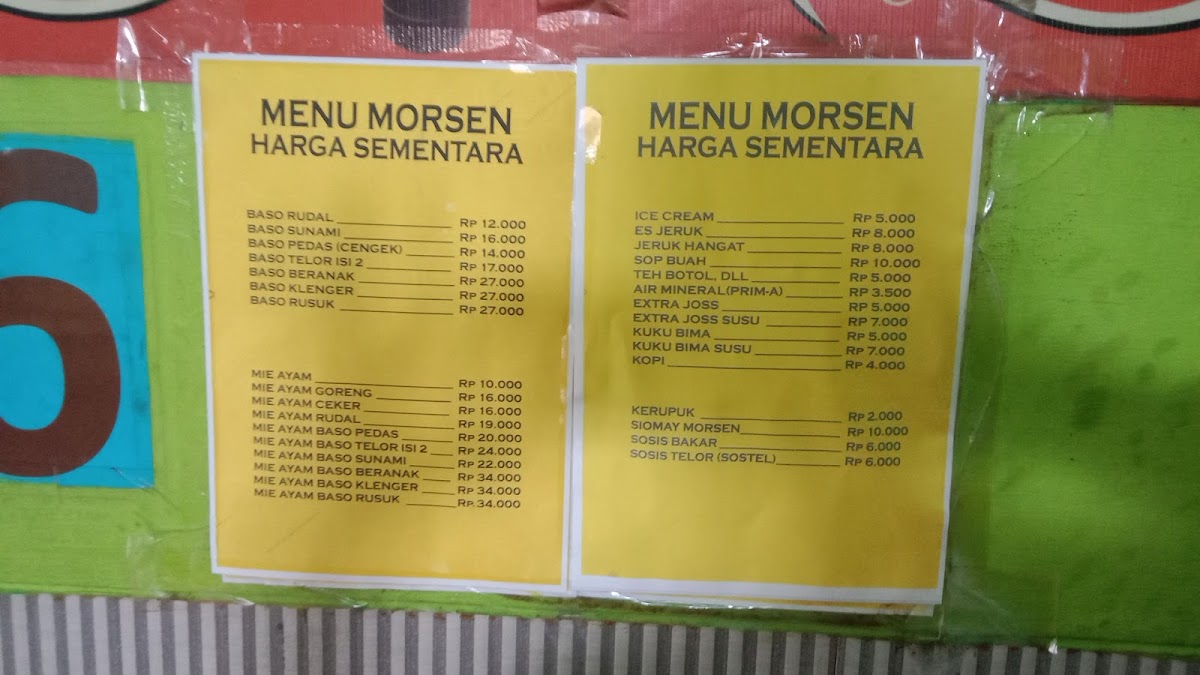 6
MENU MORSEN
HARGA SEMENTARA
BASO RUDAL RP 12.000
BASO SUNAMI RP 16.000
BASO PEDAS (CENGEK) RP 14.000
BASO TELOR ISI 2 RP 17.000
BASO BERANAK RP 27.000
BASO KLENGER RP 27.000
BASO RUSUK RP 27.000
MIE AYAM RP 10.000
MIE AYAM GORENG RP 16.000
MIE AYAM CEKER RP 16.000
MIE AYAM RUDAL RP 19.000
MIE AYAM BASO PEDAS RP 20.000
MIE AYAM BASO TELOR ISI 2 RP 24.000
MIE AYAM BASO SUNAMI RP 22.000
MIE AYAM BASO BERANAK RP 34.000
MIE AYAM BASO KLENGER RP 34.000
MIE AYAM BASO RUSUK RP 34.000
MENU MORSEN
HARGA SEMENTARA
ICE CREAM RP 5.000
ES JERUK RP 8.000
JERUK HANGAT RP 8.000
SOP BUAH RP 10.000
TEH BOTOL, DLL RP 5.000
AIR MINERAL(PRIM-A) RP 3.500
EXTRA JOSS RP 5.000
EXTRA JOSS SUSU RP 7.000
KUKU BIMA RP 5.000
KUKU BIMA SUSU RP 7.000
KOPI RP 4.000
KERUPUK RP 2.000
SIOMAY MORSEN RP 10.000
SOSIS BAKAR RP 6.000
SOSIS TELOR (SOSTEL) RP 6.000